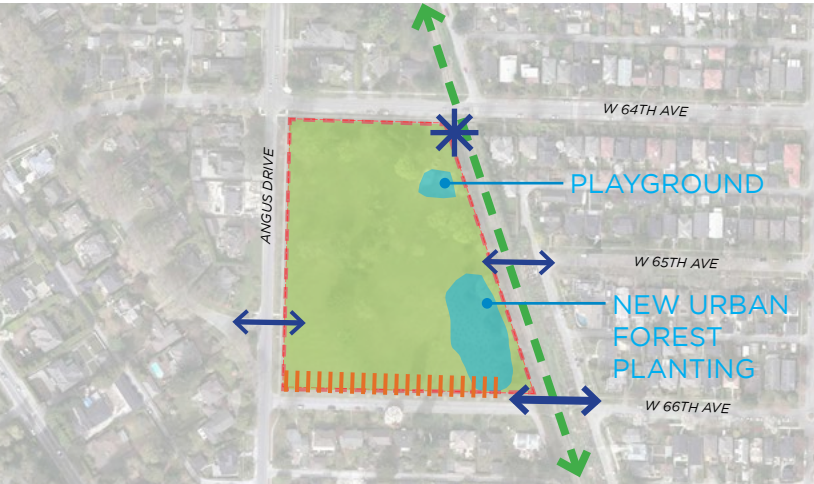 W 64TH AVE
ANGUS DRIVE
PLAYGROUND
W 65TH AVE
NEW URBAN
FOREST
PLANTING
W 66TH AVE